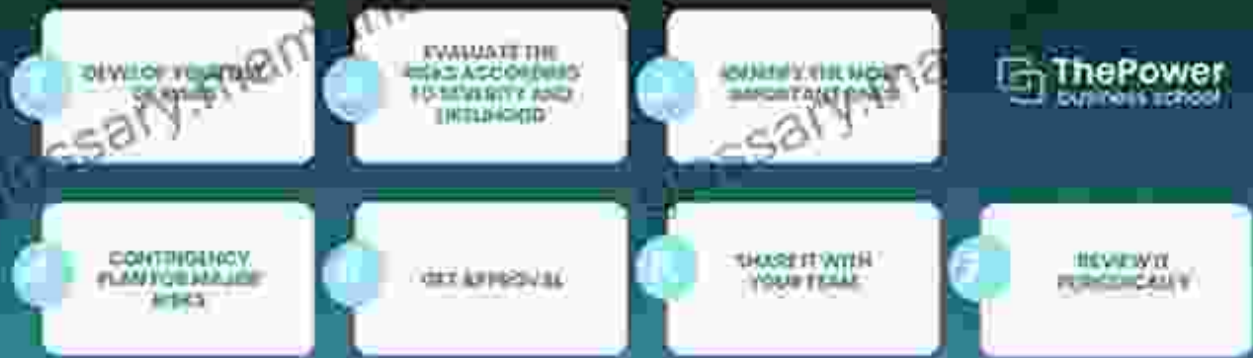 DEVELOP YOUR LIST
OF RISKS
EVALUATE THE
RISKS ACCORDING
TO SEVERITY AND
LIKELIHOOD
IDENTIFY THE MOST
IMPORTANT
ThePower
business school
CONTINGENCY
PLAN FOR MAJOR
RISKS
GET APPROVAL
SHARE IT WITH
YOUR TEAM
7
REVIEW IT
PERIODICALLY